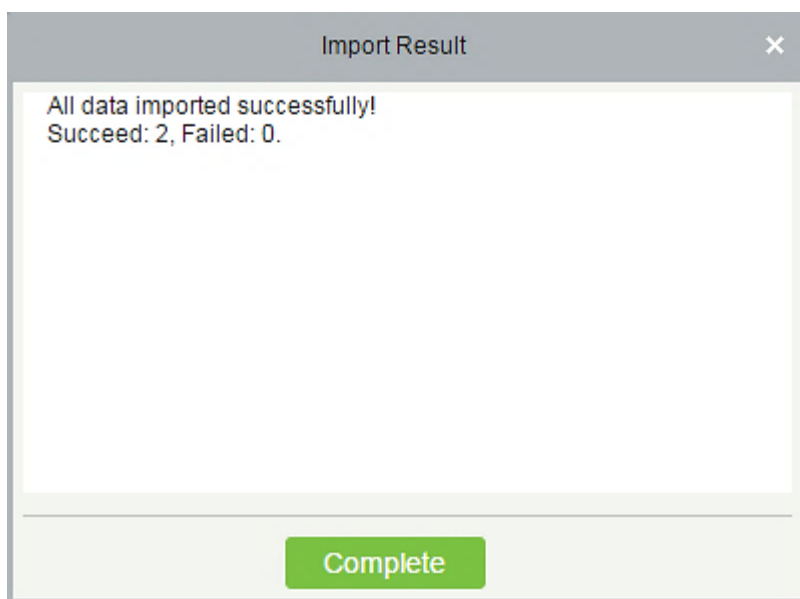 Import Result
All data imported successfully!
Succeed: 2, Failed: 0.
Complete